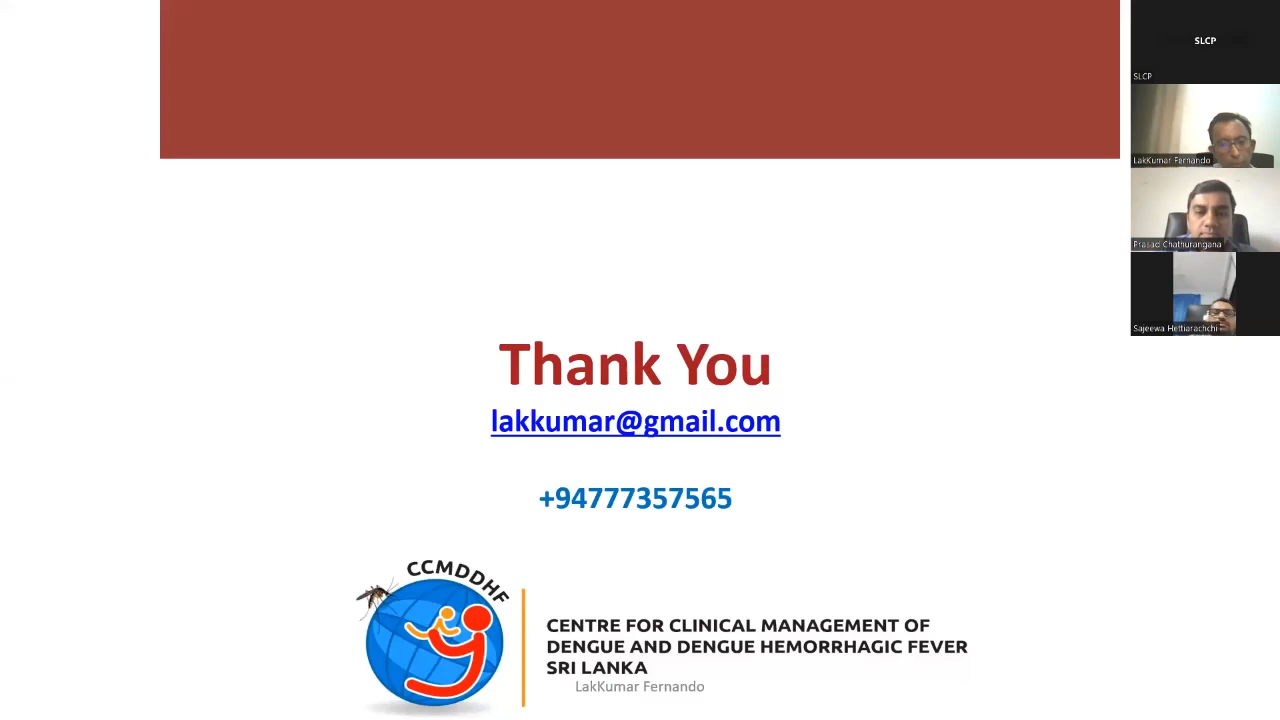 Thank You
lakkumar@gmail.com
+94777357565
CCMDDHF
CENTRE FOR CLINICAL MANAGEMENT OF
DENGUE AND DENGUE HEMORRHAGIC FEVER
SRI LANKA
LakKumar Fernando
SLCP
SLCP
LakKumar Fernando
Prasad Chathurangana
Sajeewa Hettiarachchi